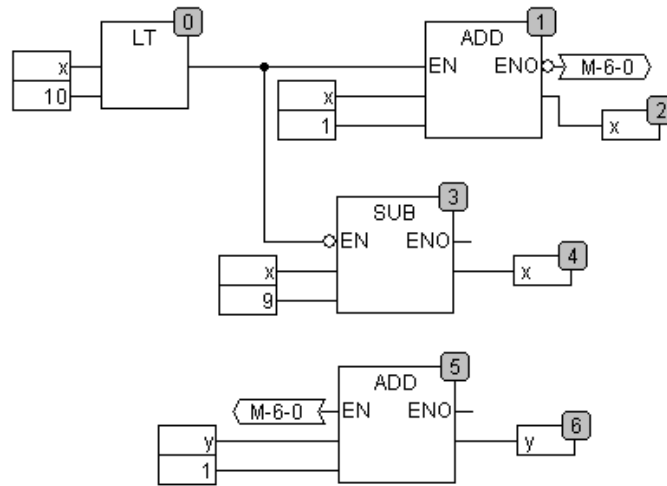 0
LT
x
10
1
ADD
EN ENO M-6-0
x
1
2
x
3
SUB
EN ENO
x
9
4
x
5
ADD
M-6-0 EN ENO
y
1
6
y